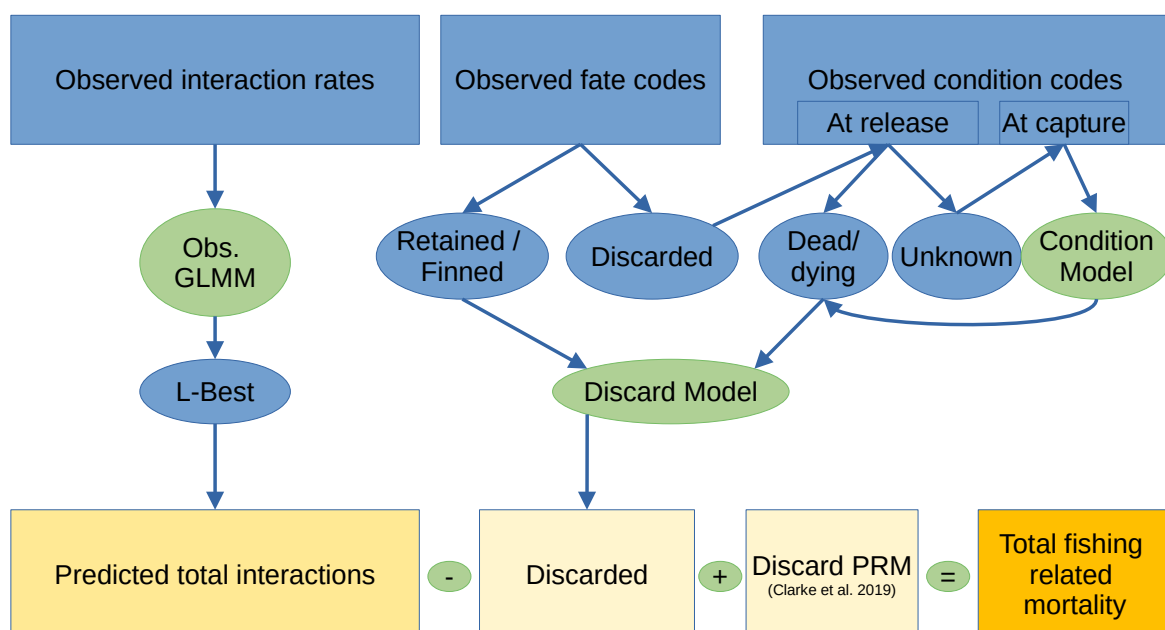 Observed interaction rates
Observed fate codes
Observed condition codes
At release
At capture
Obs.
GLMM
Retained /
Finned
Discarded
Dead/
dying
Unknown
Condition
Model
L-Best
Discard Model
Predicted total interactions
-
Discarded
+
Discard PRM
(Clarke et al. 2019)
=
Total fishing
related
mortality